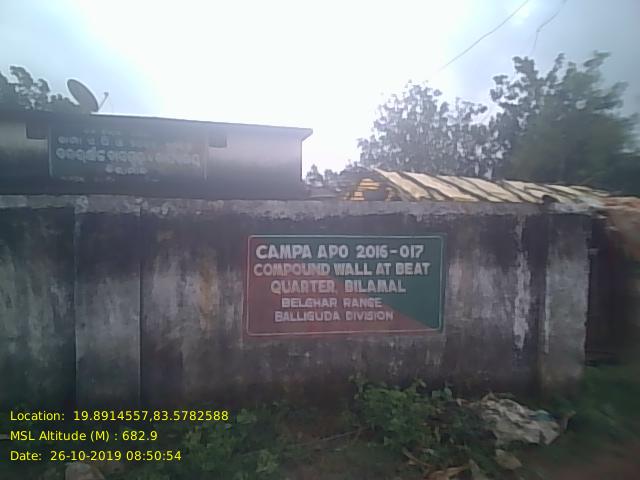 CAMPA APO 2016-017
COMPOUND WALL AT BEAT
QUARTER, BILAMAL
BELGHAR RANGE
BALLIGUDA DIVISION
Location: 19.8914557,83.5782588
MSL Altitude (M) : 682.9
Date: 26-10-2019 08:50:54